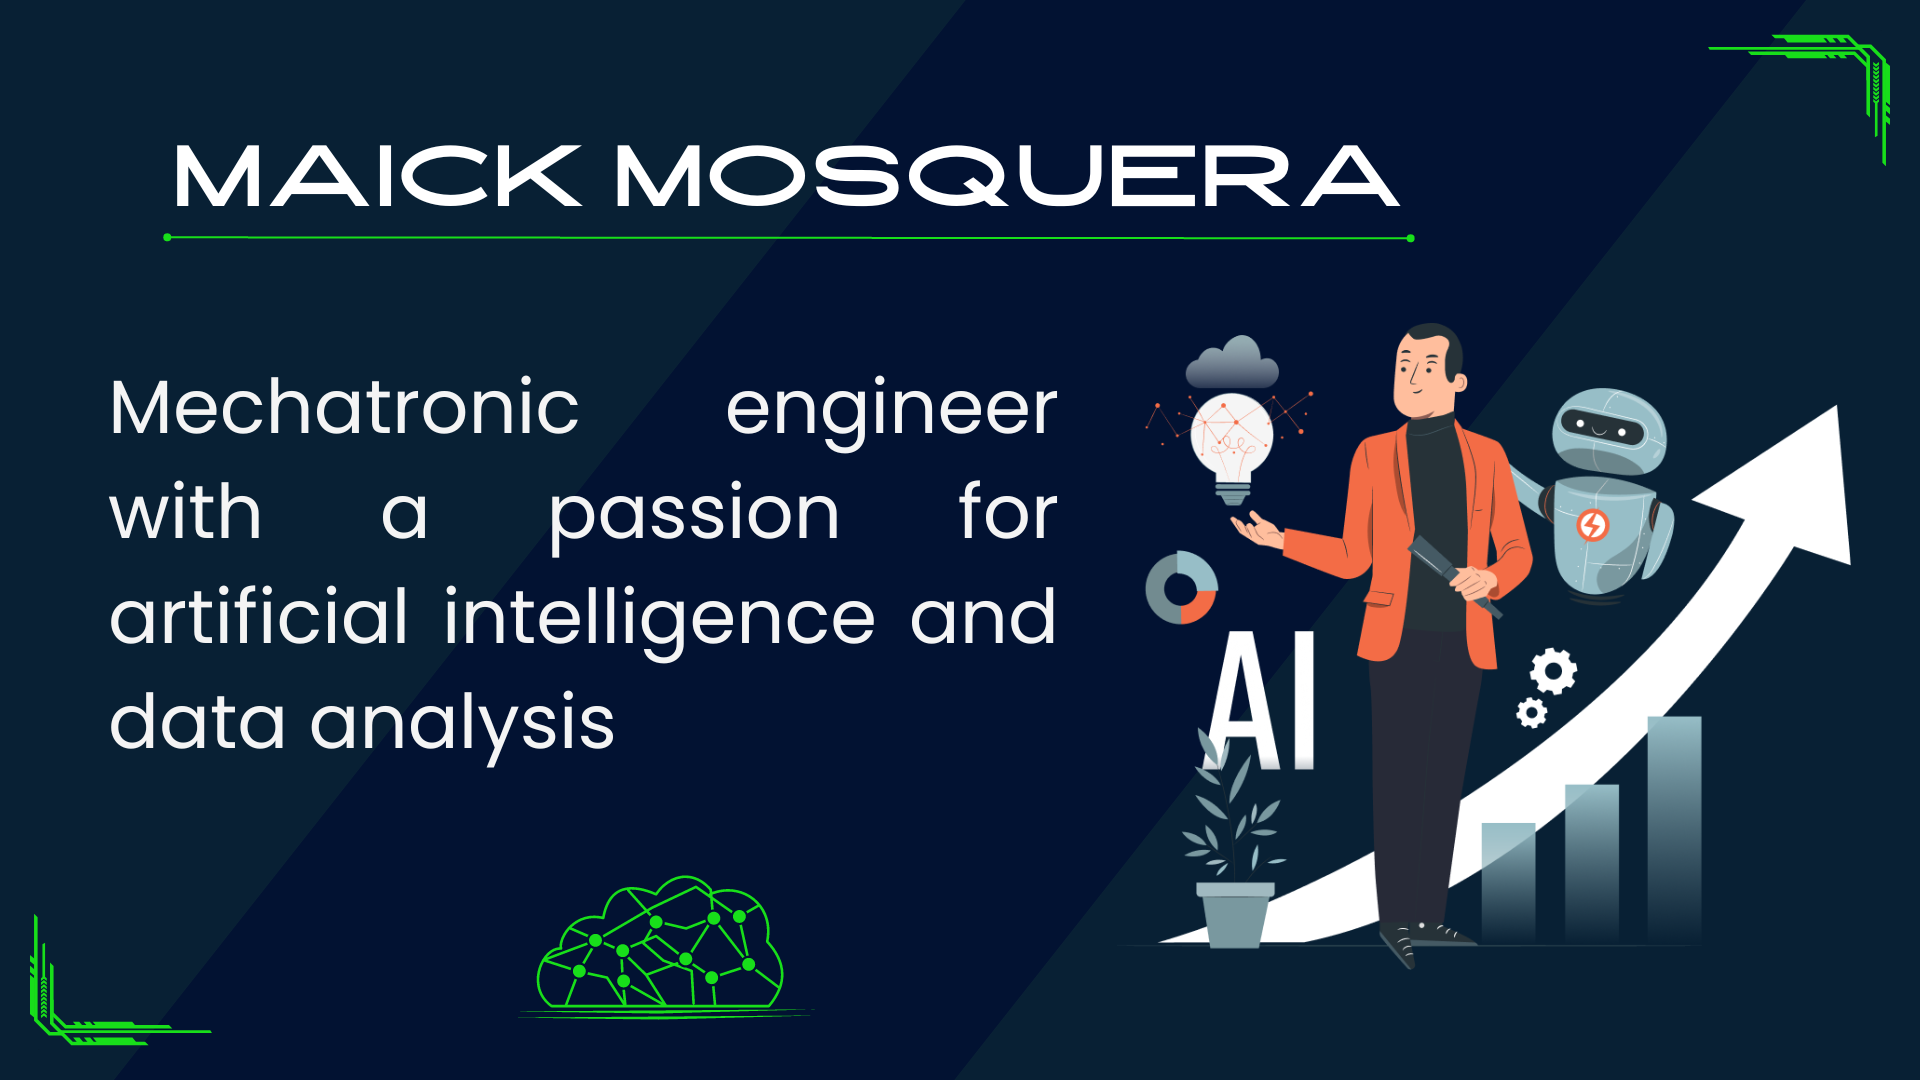 MAICK MOSQUERA
Mechatronic engineer
with a passion for
artificial intelligence and
data analysis
AI